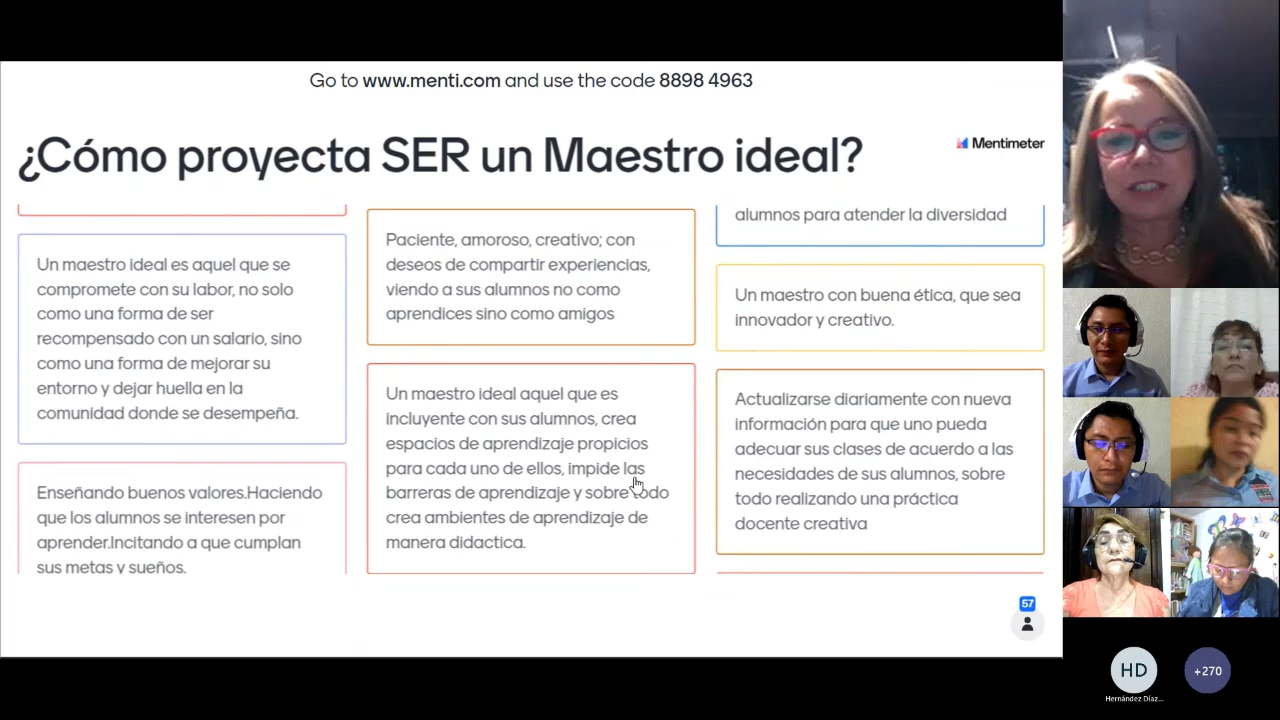 Go to www.menti.com and use the code 8898 4963
¿Cómo proyecta SER un Maestro ideal?
Mentimeter
Un maestro ideal es aquel que se
compromete con su labor, no solo
como una forma de ser
recompensado con un salario, sino
como una forma de mejorar su
entorno y dejar huella en la
comunidad donde se desempeña.
Enseñando buenos valores.Haciendo
que los alumnos se interesen por
aprender.Incitando a que cumplan
sus metas y sueños.
Paciente, amoroso, creativo; con
deseos de compartir experiencias,
viendo a sus alumnos no como
aprendices sino como amigos
Un maestro ideal aquel que es
incluyente con sus alumnos, crea
espacios de aprendizaje propicios
para cada uno de ellos, impide las
barreras de aprendizaje y sobre todo
crea ambientes de aprendizaje de
manera didactica.
alumnos para atender la diversidad
Un maestro con buena ética, que sea
innovador y creativo.
Actualizarse diariamente con nueva
información para que uno pueda
adecuar sus clases de acuerdo a las
necesidades de sus alumnos, sobre
todo realizando una práctica
docente creativa
57
HD
Hernández Díaz...
+270